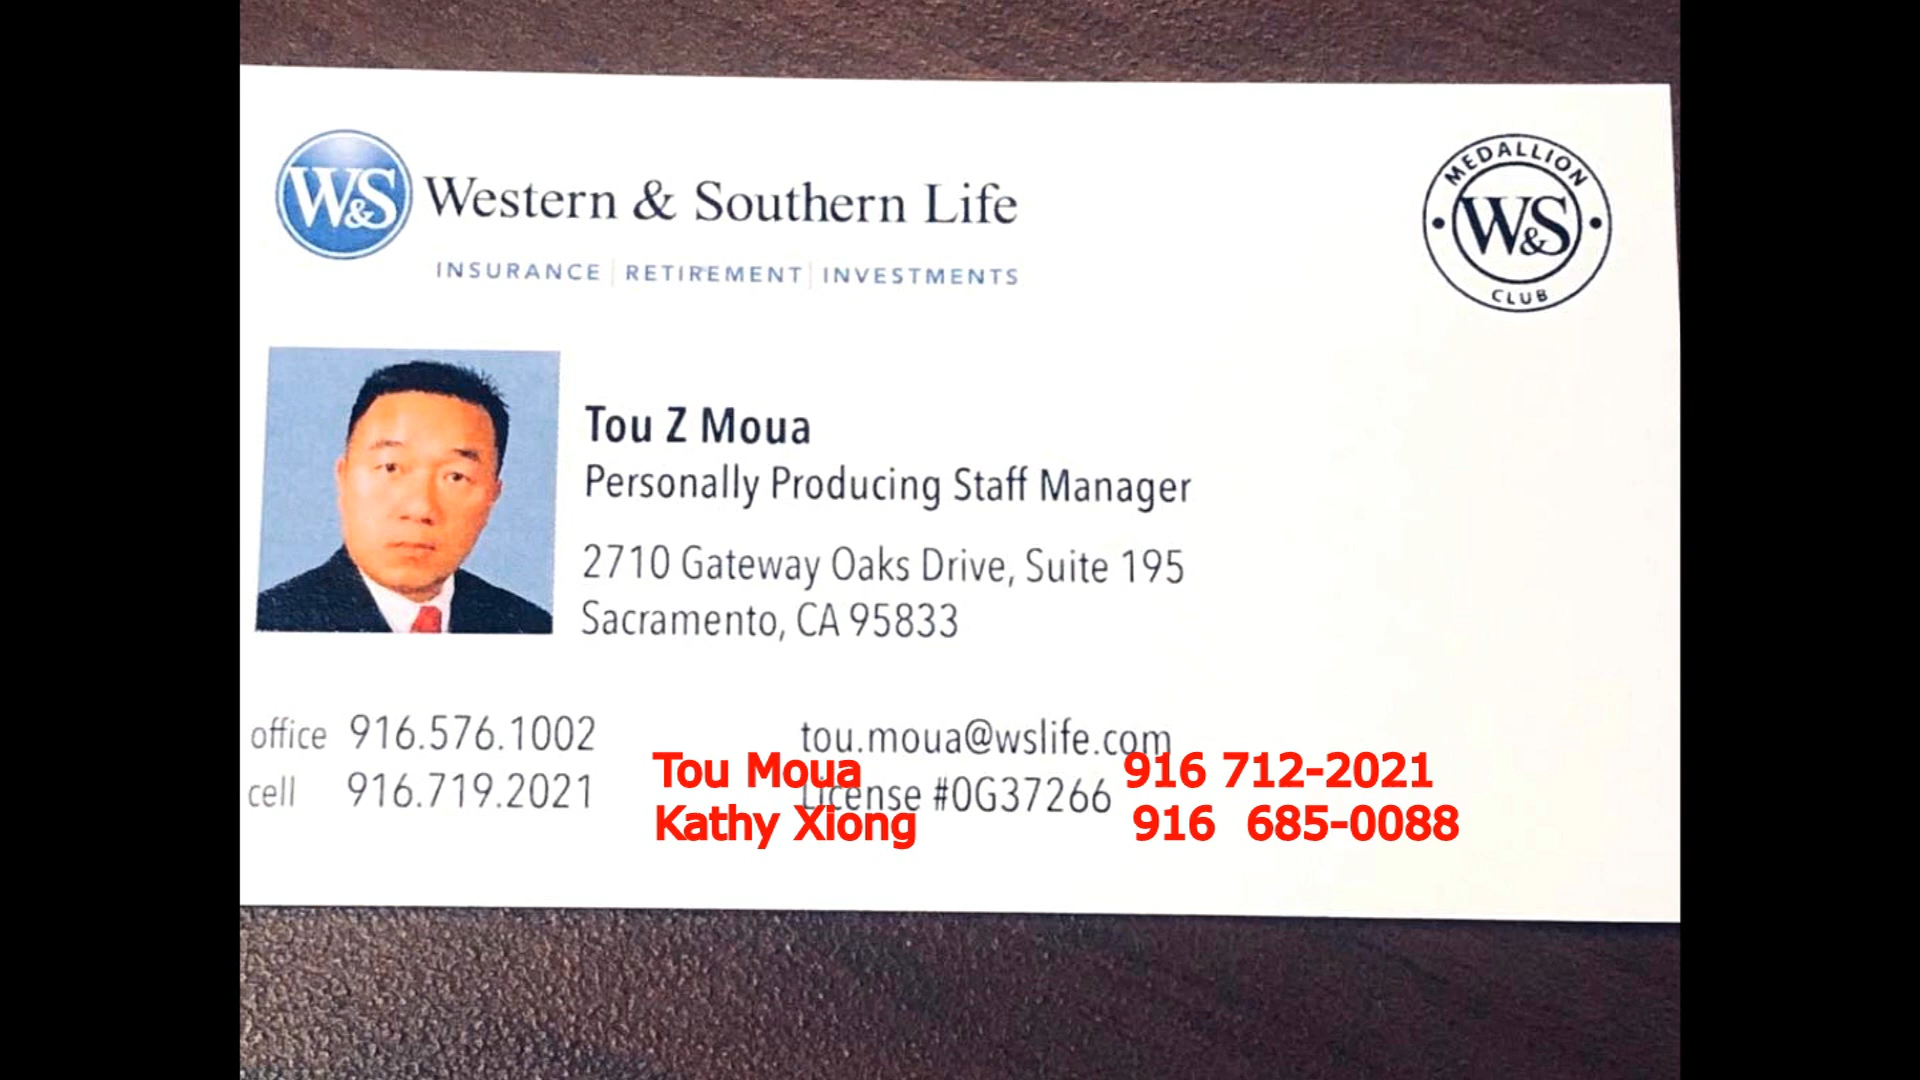 W&S Western & Southern Life
INSURANCE | RETIREMENT | INVESTMENTS
MEDALLION
W&S
CLUB
Tou Z Moua
Personally Producing Staff Manager
2710 Gateway Oaks Drive, Suite 195
Sacramento, CA 95833
office 916.576.1002
cell 916.719.2021
tou.moua@wslife.com
License #0G37266
Tou Moua 916 712-2021
Kathy Xiong 916 685-0088